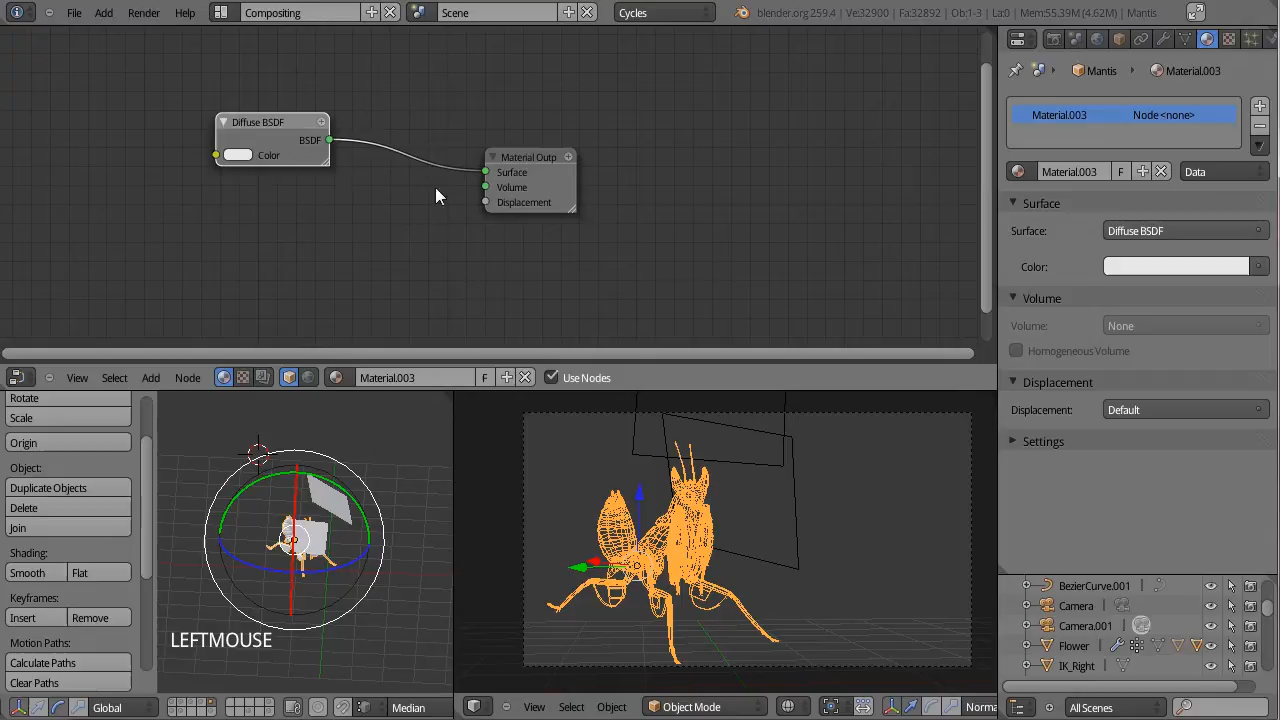 File Add Render Help Compositing Scene Cycles blender.org 259.4 | Ve:32900 | Fa:32892 | Ob:1-3 | La:0 | Mem:55.39M (4.62M) | Mantis
Diffuse BSDF
BSDF
Color
Material Outp
Surface
Volume
Displacement
Mantis Material.003
Material.003 Node <none>
Material.003 F Data
Surface
Surface: Diffuse BSDF
Color:
Volume
Volume: None
Homogeneous Volume
Displacement
Displacement: Default
Settings
View Select Add Node Material.003 F Use Nodes
Rotate
Scale
Origin
Object:
Duplicate Objects
Delete
Join
Shading:
Smooth Flat
Keyframes:
Insert Remove
Motion Paths:
Calculate Paths
Clear Paths
LEFTMOUSE
BezierCurve.001
Camera
Camera.001
Flower
IK_Right
Global Median
View Select Object Object Mode Norma
All Scenes